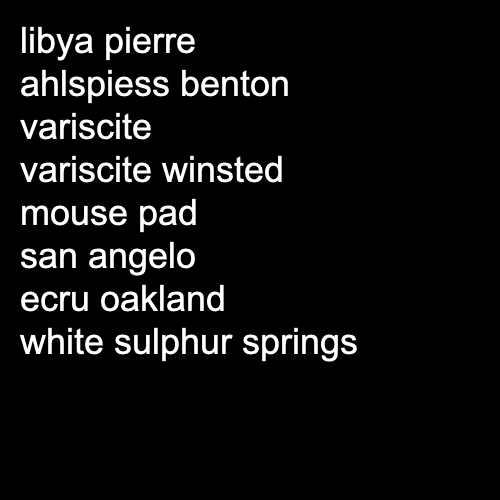 libya pierre
ahlspiess benton
variscite
variscite winsted
mouse pad
san angelo
ecru oakland
white sulphur springs